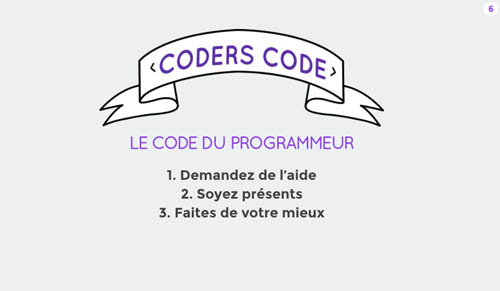 6
<CODERS CODE>
LE CODE DU PROGRAMMEUR
1. Demandez de l'aide
2. Soyez présents
3. Faites de votre mieux